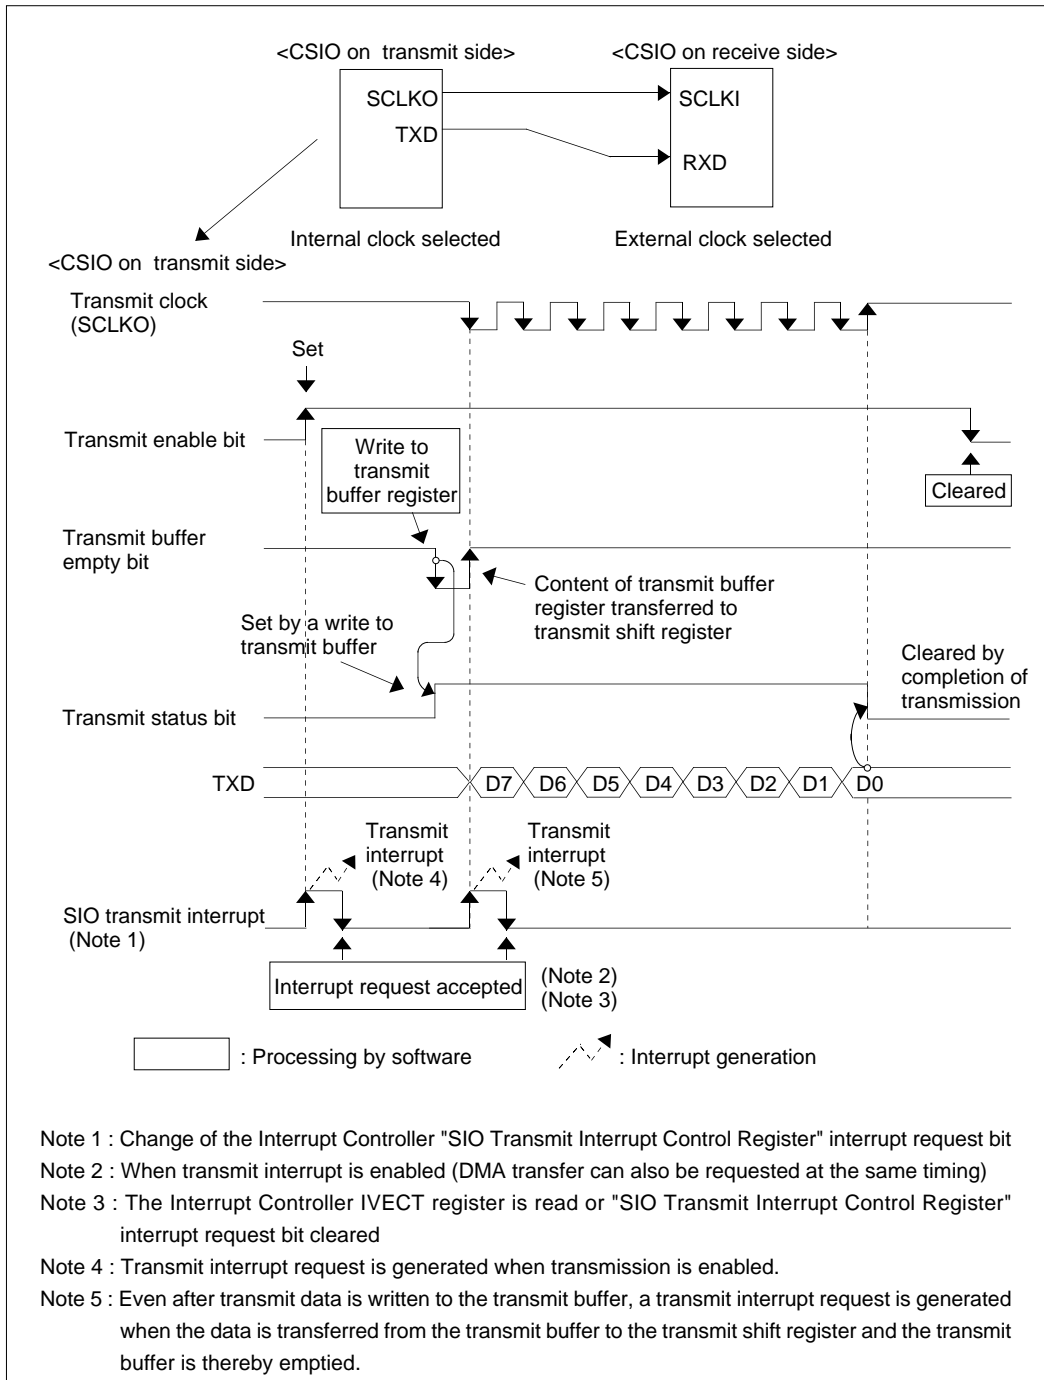 <CSIO on transmit side>
<CSIO on receive side>
SCLKO
SCLKI
TXD
RXD
Internal clock selected
External clock selected
<CSIO on transmit side>
Transmit clock
(SCLKO)
Set
Transmit enable bit
Write to
transmit
buffer register
Cleared
Transmit buffer
empty bit
Content of transmit buffer
register transferred to
transmit shift register
Set by a write to
transmit buffer
Cleared by
completion of
transmission
Transmit status bit
TXD
D7 D6 D5 D4 D3 D2 D1 D0
Transmit
interrupt
(Note 4)
Transmit
interrupt
(Note 5)
SIO transmit interrupt
(Note 1)
Interrupt request accepted
(Note 2)
(Note 3)
: Processing by software
: Interrupt generation
Note 1 : Change of the Interrupt Controller "SIO Transmit Interrupt Control Register" interrupt request bit
Note 2 : When transmit interrupt is enabled (DMA transfer can also be requested at the same timing)
Note 3 : The Interrupt Controller IVECT register is read or "SIO Transmit Interrupt Control Register"
interrupt request bit cleared
Note 4 : Transmit interrupt request is generated when transmission is enabled.
Note 5 : Even after transmit data is written to the transmit buffer, a transmit interrupt request is generated
when the data is transferred from the transmit buffer to the transmit shift register and the transmit
buffer is thereby emptied.